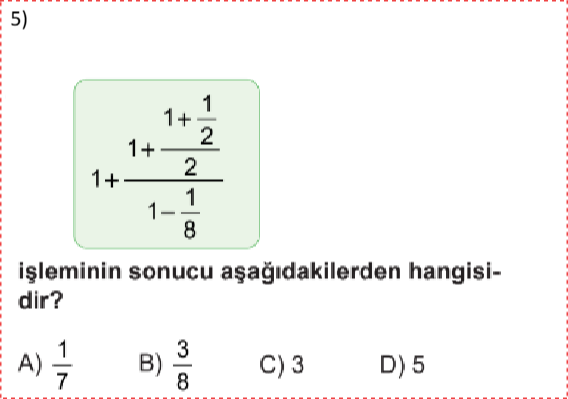 5)
1 + (1 + (1 + 1/2)/2)/(1 − 1/8)
işleminin sonucu aşağıdakilerden hangisi-
dir?
A) 1/7 B) 3/8 C) 3 D) 5